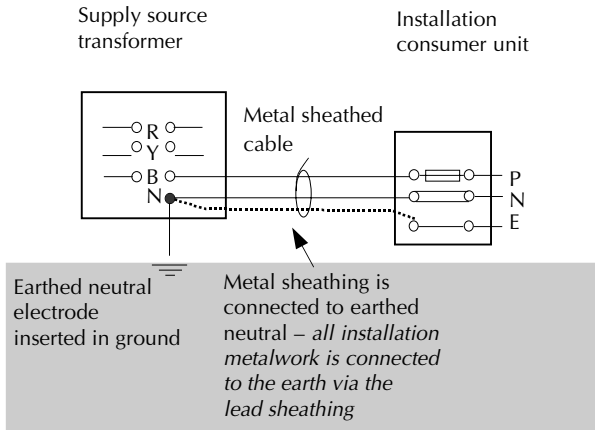 Supply source
transformer
Installation
consumer unit
Metal sheathed
cable
R
Y
B
N
P
N
E
Earthed neutral
electrode
inserted in ground
Metal sheathing is
connected to earthed
neutral – all installation
metalwork is connected
to the earth via the
lead sheathing